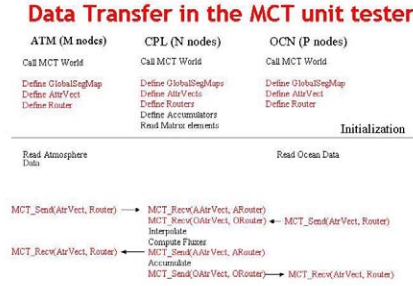 Data Transfer in the MCT unit tester
ATM (M nodes)
Call MCT World
Define GlobalSegMap
Define AttrVect
Define Router
CPL (N nodes)
Call MCT World
Define GlobalSegMaps
Define AttrVects
Define Routers
Define Accumulators
Read Matrix elements
OCN (P nodes)
Call MCT World
Define GlobalSegMap
Define AttrVect
Define Router
Initialization
Read Atmosphere
Data
Read Ocean Data
MCT_Send(AtrVect, Router)
MCT_Recv(AAtrVect, ARouter)
MCT_Recv(OAtrVect, ORouter)
MCT_Send(AtrVect, Router)
Interpolate
Compute Fluxes
MCT_Recv(AtrVect, Router)
MCT_Send(AAtrVect, ARouter)
Accumulate
MCT_Send(OAtrVect, ORouter)
MCT_Recv(AtrVect, Router)